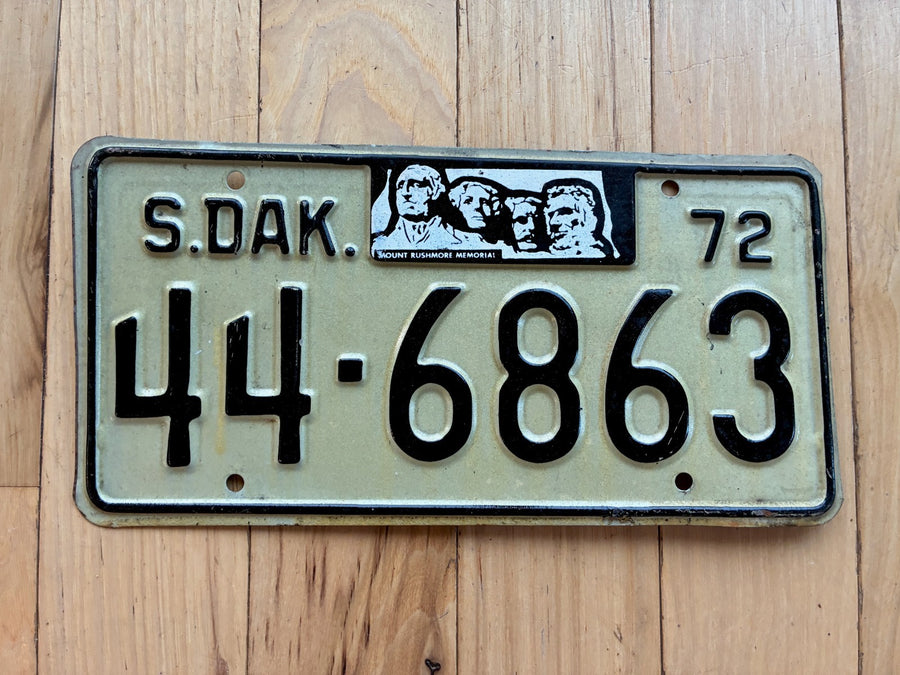 S.DAK. 72
MOUNT RUSHMORE MEMORIAL
44-6863